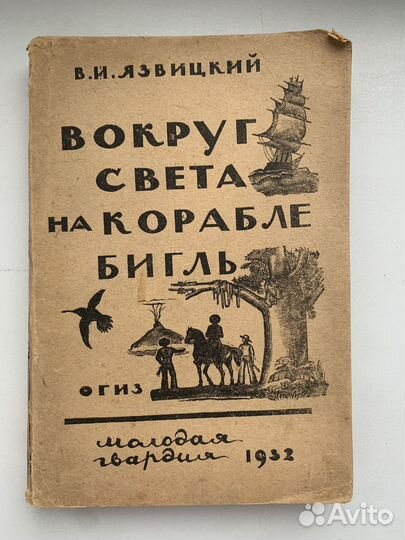 В.И.ЯЗВИЦКИЙ
ВОКРУГ
СВЕТА
НА КОРАБЛЕ
БИГЛЬ
ОГИЗ
молодая
гвардия 1932
Avito